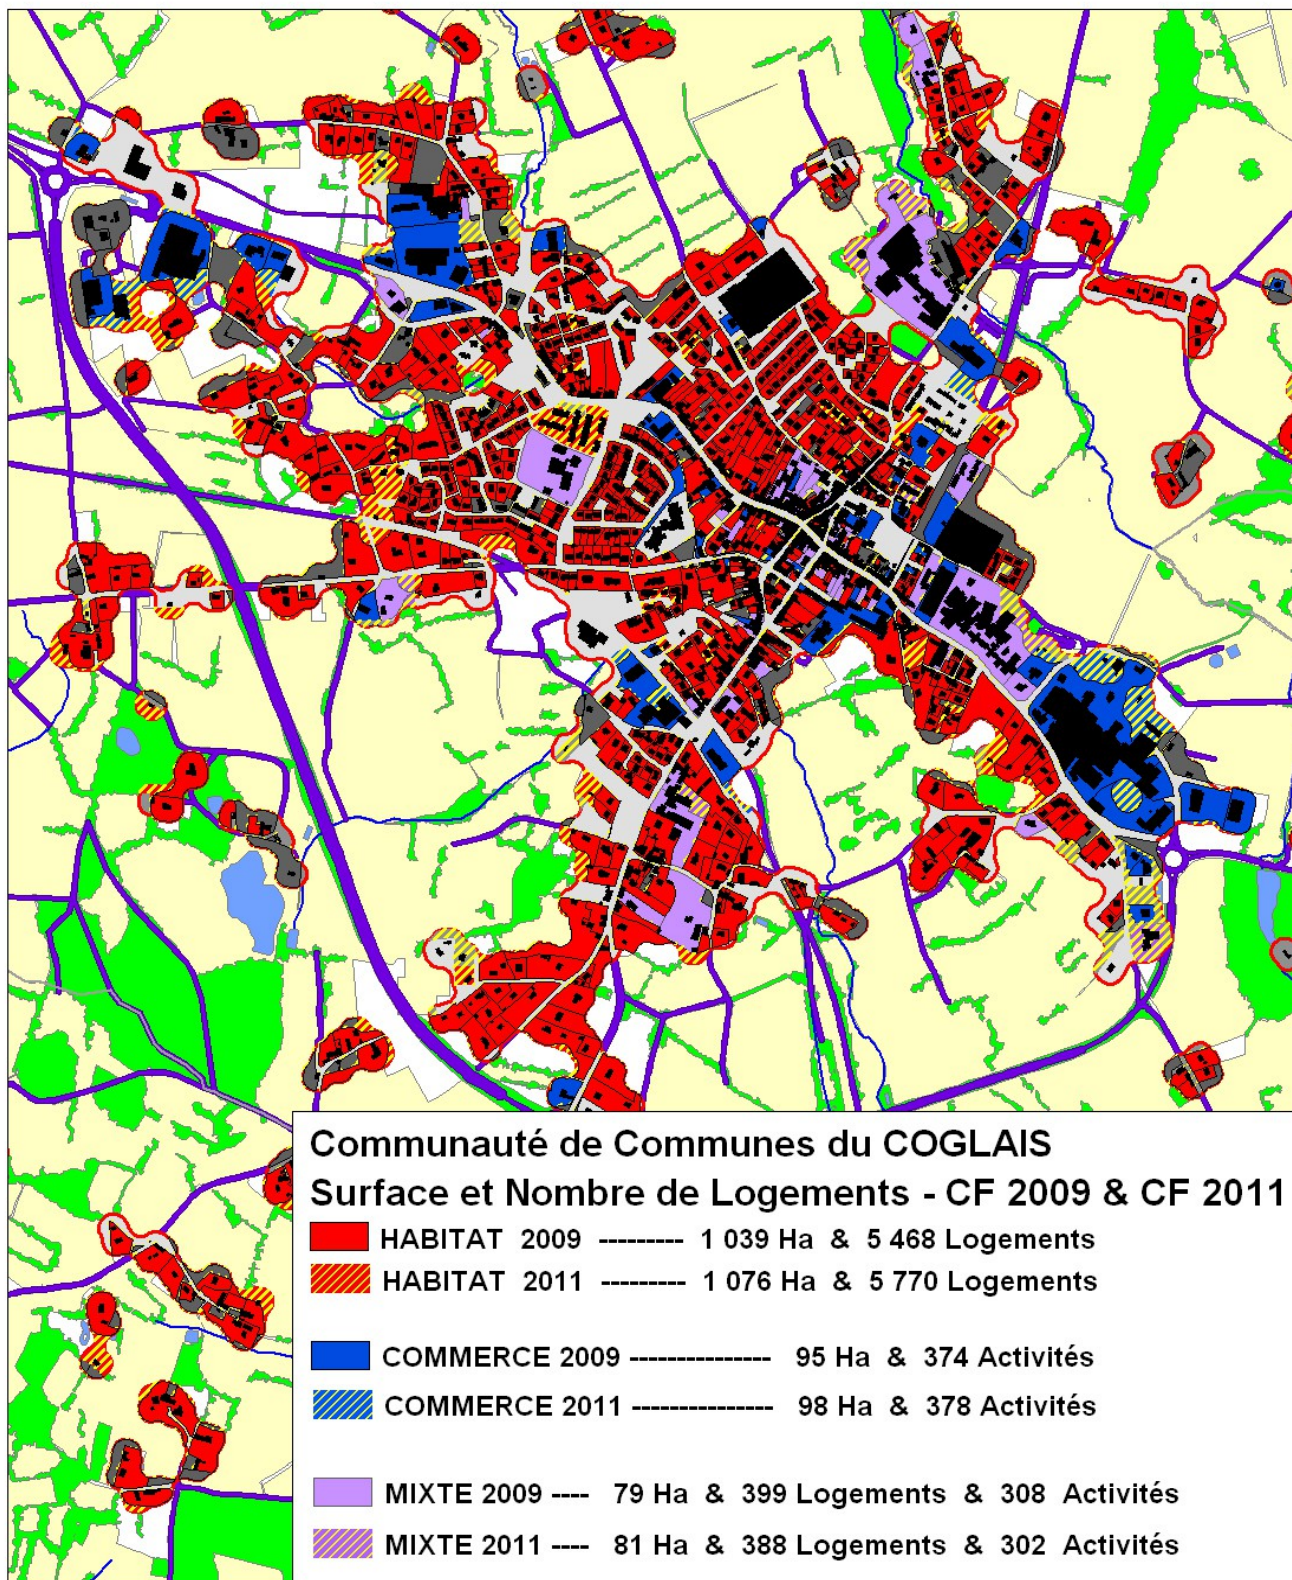 Communauté de Communes du COGLAIS
Surface et Nombre de Logements - CF 2009 & CF 2011
HABITAT 2009 --------- 1 039 Ha & 5 468 Logements
HABITAT 2011 --------- 1 076 Ha & 5 770 Logements
COMMERCE 2009 --------------- 95 Ha & 374 Activités
COMMERCE 2011 --------------- 98 Ha & 378 Activités
MIXTE 2009 ---- 79 Ha & 399 Logements & 308 Activités
MIXTE 2011 ---- 81 Ha & 388 Logements & 302 Activités